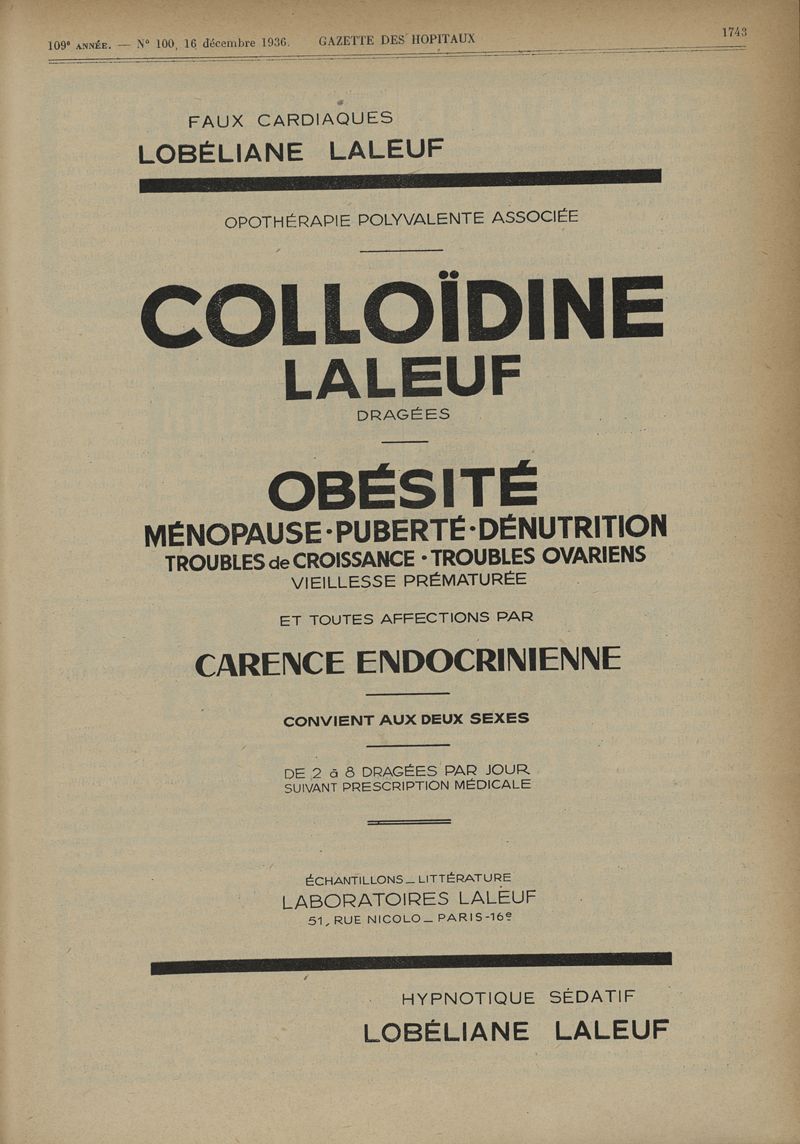 109e ANNÉE. — N° 100, 16 décembre 1936. GAZETTE DES HOPITAUX 1743
FAUX CARDIAQUES
LOBÉLIANE LALEUF
OPOTHÉRAPIE POLYVALENTE ASSOCIÉE
COLLOÏDINE
LALEUF
DRAGÉES
OBÉSITÉ
MÉNOPAUSE·PUBERTÉ·DÉNUTRITION
TROUBLES de CROISSANCE · TROUBLES OVARIENS
VIEILLESSE PRÉMATURÉE
ET TOUTES AFFECTIONS PAR
CARENCE ENDOCRINIENNE
CONVIENT AUX DEUX SEXES
DE 2 à 8 DRAGÉES PAR JOUR
SUIVANT PRESCRIPTION MÉDICALE
ÉCHANTILLONS _ LITTÉRATURE
LABORATOIRES LALEUF
51, RUE NICOLO _ PARIS-16e
HYPNOTIQUE SÉDATIF
LOBÉLIANE LALEUF